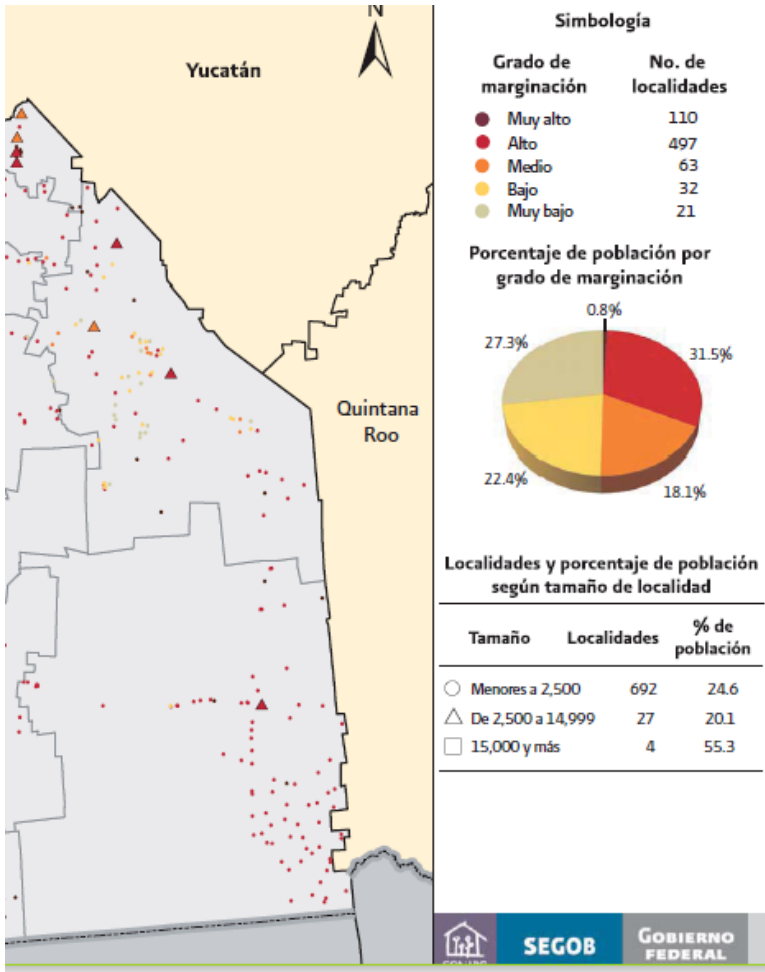 N
Yucatán
Quintana
Roo
Simbología
Grado de
marginación
No. de
localidades
Muy alto 110
Alto 497
Medio 63
Bajo 32
Muy bajo 21
Porcentaje de población por
grado de marginación
0.8%
31.5%
18.1%
22.4%
27.3%
Localidades y porcentaje de población
según tamaño de localidad
Tamaño Localidades % de
población
Menores a 2,500 692 24.6
De 2,500 a 14,999 27 20.1
15,000 y más 4 55.3
SEGOB
GOBIERNO
FEDERAL